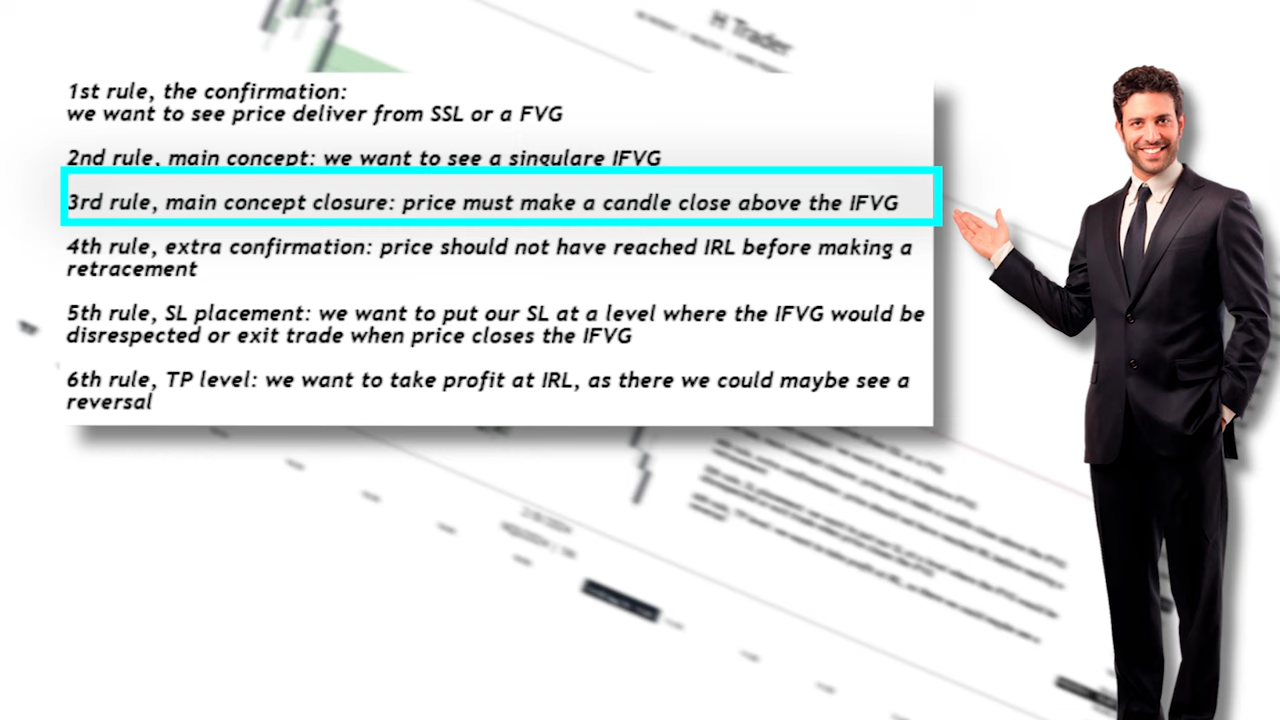 H Trader
1st rule, the confirmation:
we want to see price deliver from SSL or a FVG
2nd rule, main concept: we want to see a singulare IFVG
3rd rule, main concept closure: price must make a candle close above the IFVG
4th rule, extra confirmation: price should not have reached IRL before making a
retracement
5th rule, SL placement: we want to put our SL at a level where the IFVG would be
disrespected or exit trade when price closes the IFVG
6th rule, TP level: we want to take profit at IRL, as there we could maybe see a
reversal